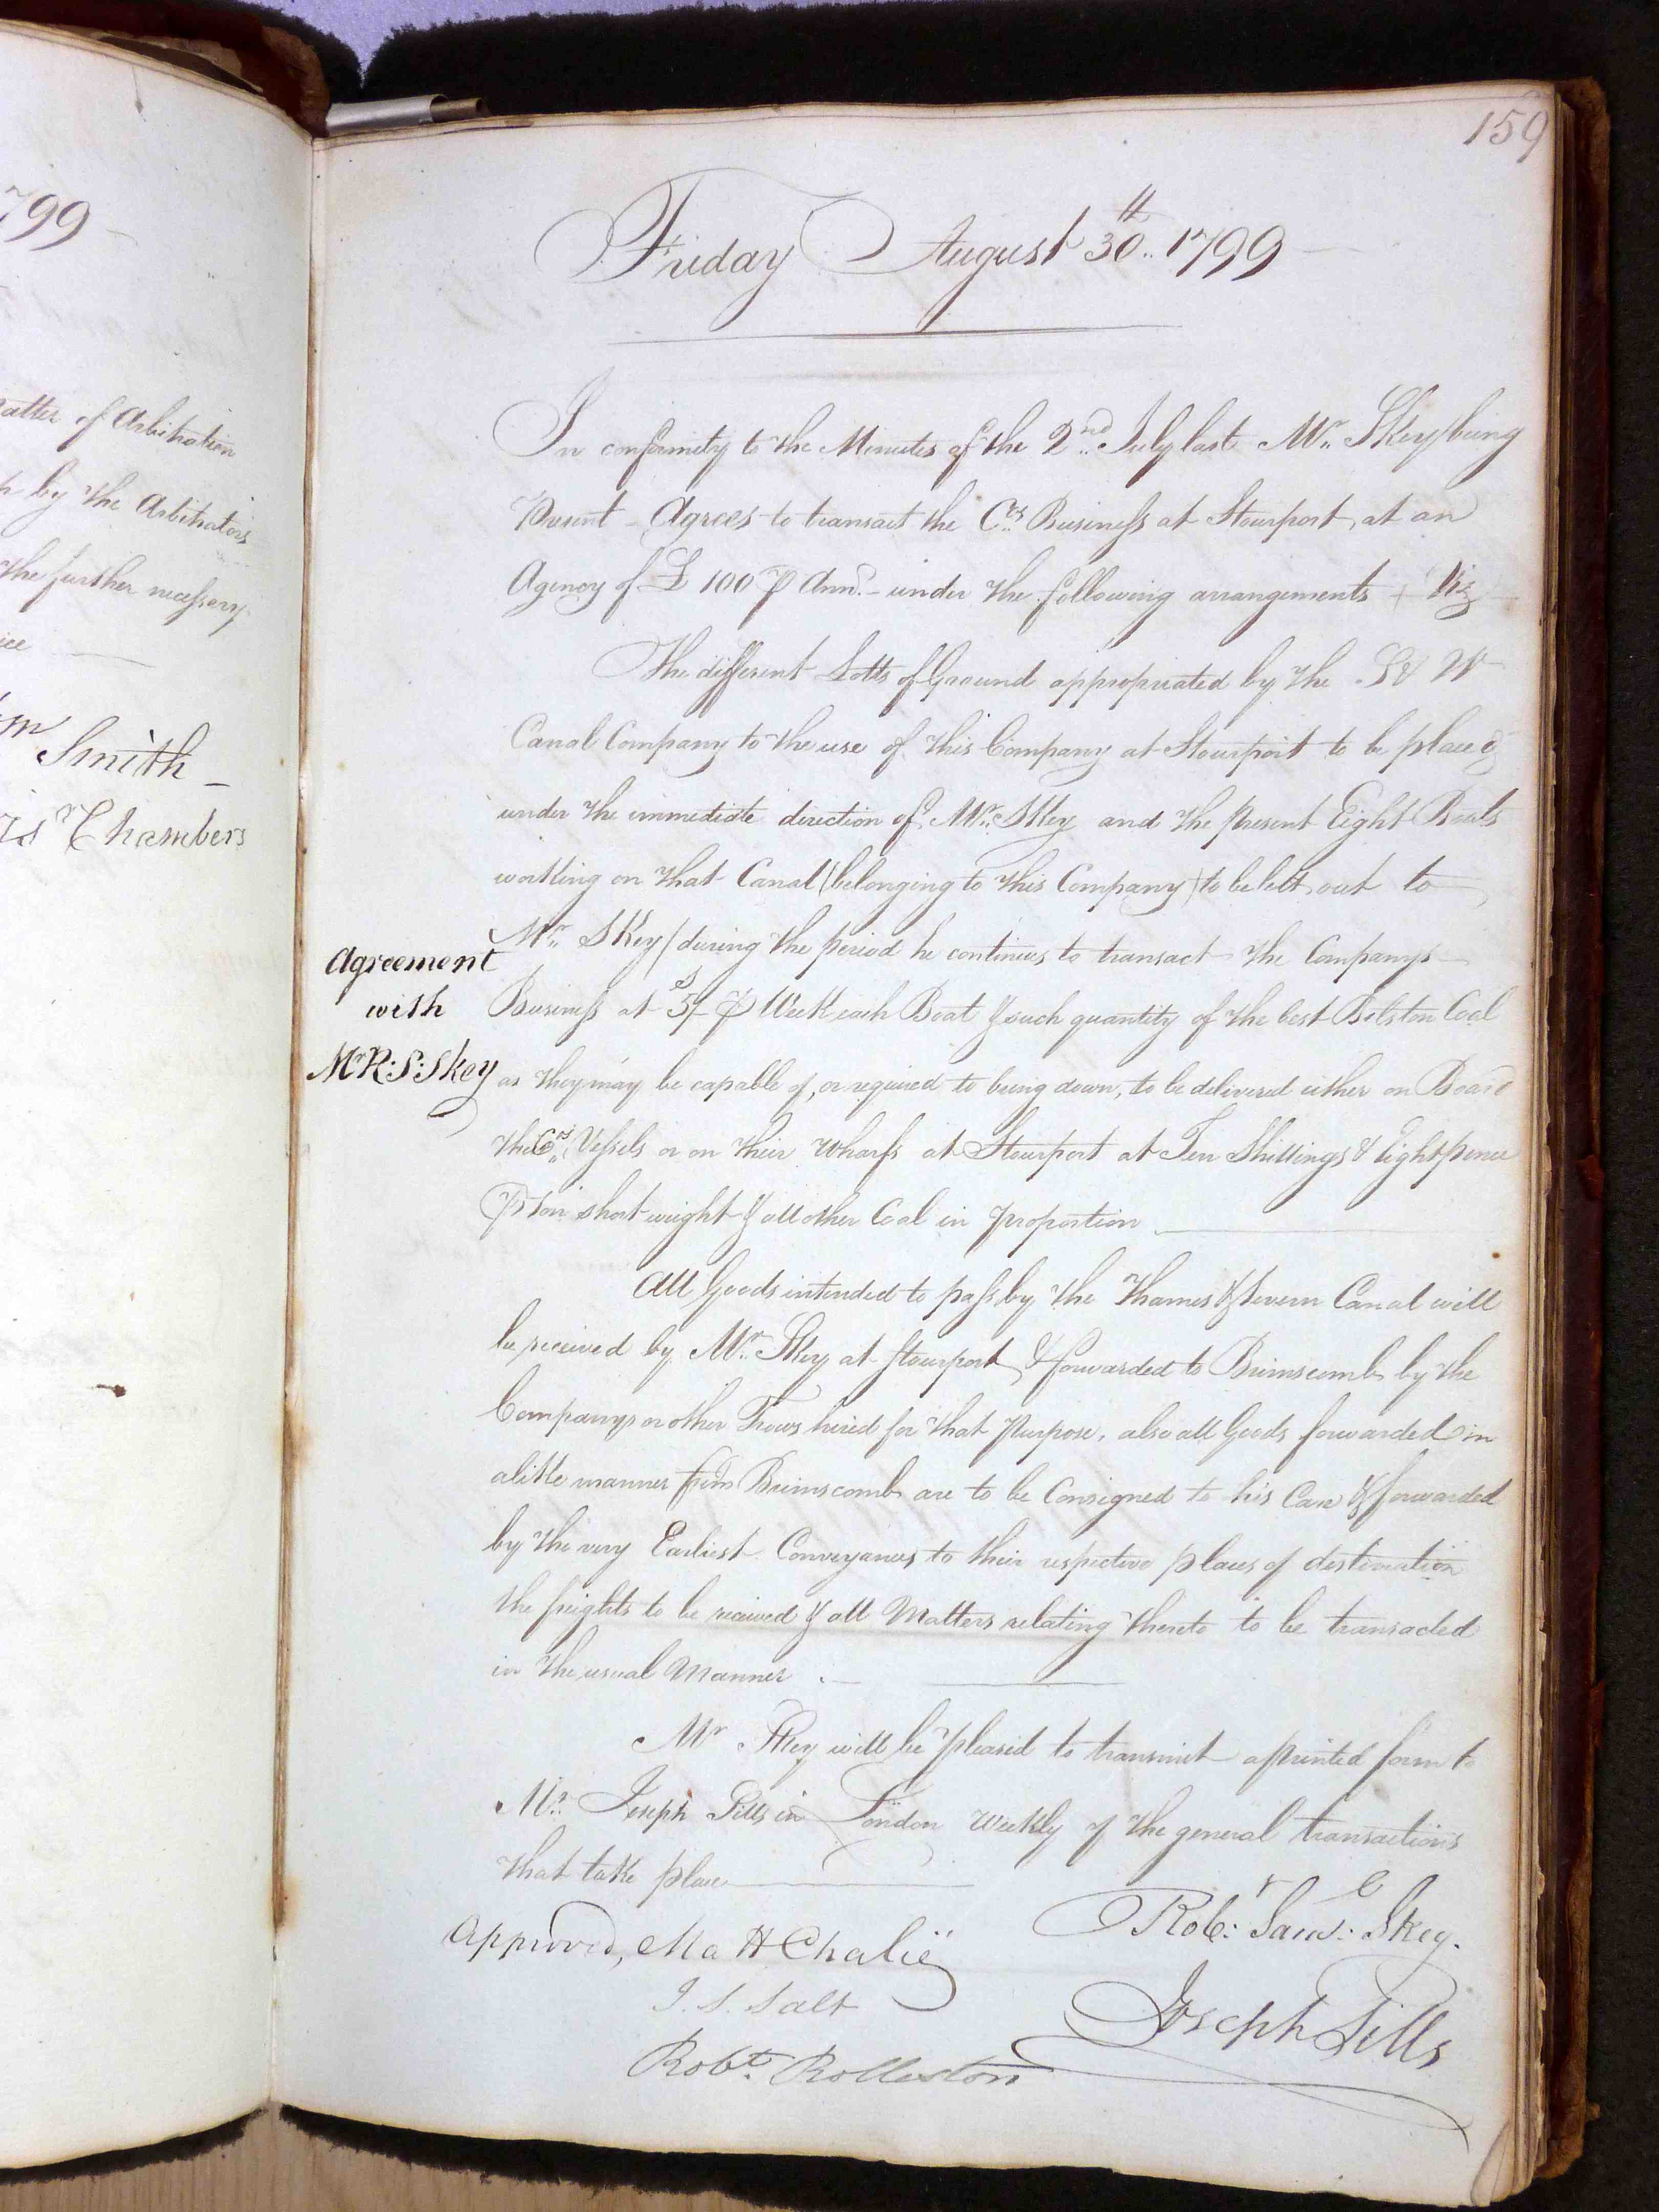 799
atter of Arbitration
by the Arbitrators
the further necessary
Smith
Chambers
159
Friday August 30th 1799
In conformity to the Minutes of the 2nd July last Mr Skey/being
Present - Agrees to transact the Cos Business at Stourport, at an
Agency of £ 100 ⅌ Annm - under the following arrangements Viz
The different Lotts of Ground appropriated by the S & W
Canal Company to the use of this Company at Stourport to be placed
under the immediate direction of Mr Skey and the present Eight Boats
working on that Canal (belonging to this Company) to be lett out to
Mr Skey (during the period he continues to transact the Companys
Agreement
with
Mr R: S: Skey
Business at 5s/- ⅌ Week each Boat & such quantity of the best Bilston Coal
as they may be capable of, or required to bring down, to be delivered either on Board
the Cos Vessels or on their Wharfs at Stourport at Ten Shillings & Eightpence
⅌ Ton short weight & all other Coal in proportion
All Goods intended to pass by the Thames & Severn Canal will
be received by Mr Skey at Stourport & forwarded to Brimscomb by the
Companys or other Trows hired for that Purpose, also all Goods forwarded in
alike manner from Brimscomb are to be Consigned to his Care & forwarded
by the very Earliest Conveyances to their respective places of destination
the freights to be received & all Matters relating thereto to be transacted
in the usual Manner
Mr Skey will be pleased to transmit a printed form to
Mr Joseph Sills in London Weekly of the general transactions
that take place
Robt Saml Skey.
Approved, Mat H Chalië
J. S. Salt
Joseph Sills
Robt Rolleston